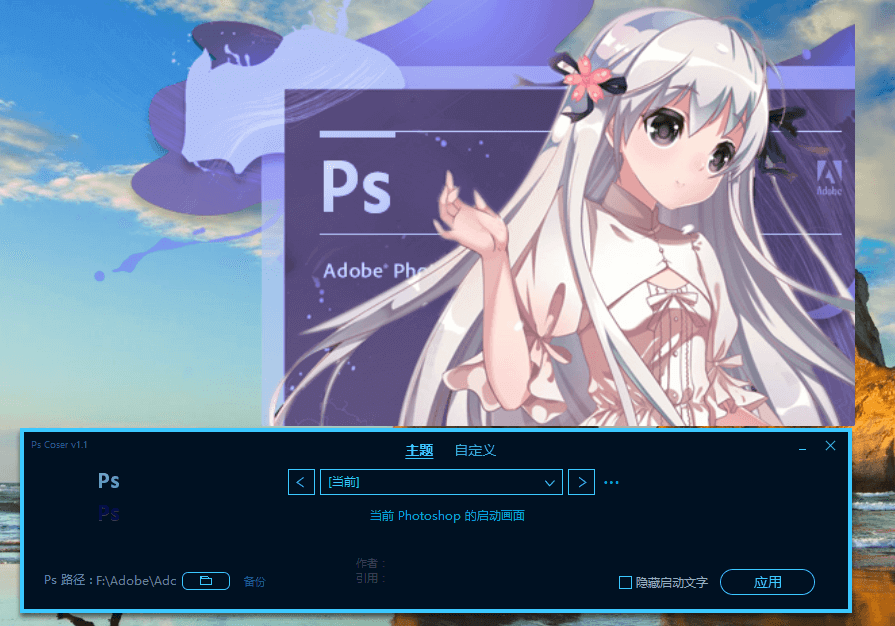 Ps
Adobe
Adobe® Pho
Ps Coser v1.1
主题 自定义
Ps
[当前]
Ps
当前 Photoshop 的启动画面
作者：
引用：
Ps 路径：F:\Adobe\Adc
备份
隐藏启动文字
应用